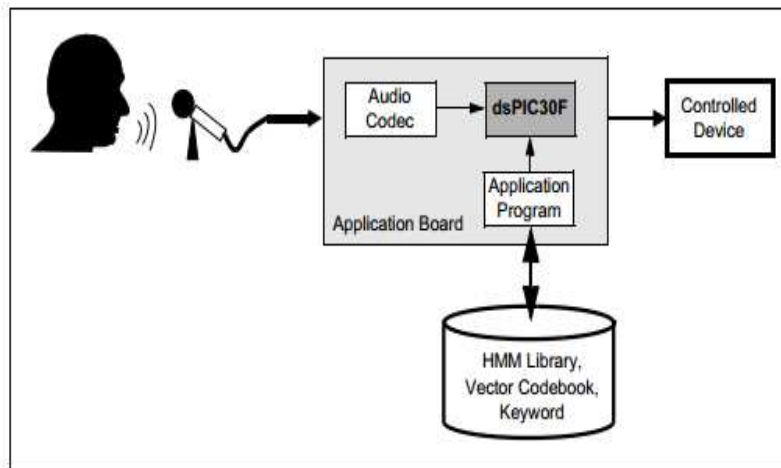 Audio
Codec
dsPIC30F
Controlled
Device
Application
Program
Application Board
HMM Library,
Vector Codebook,
Keyword